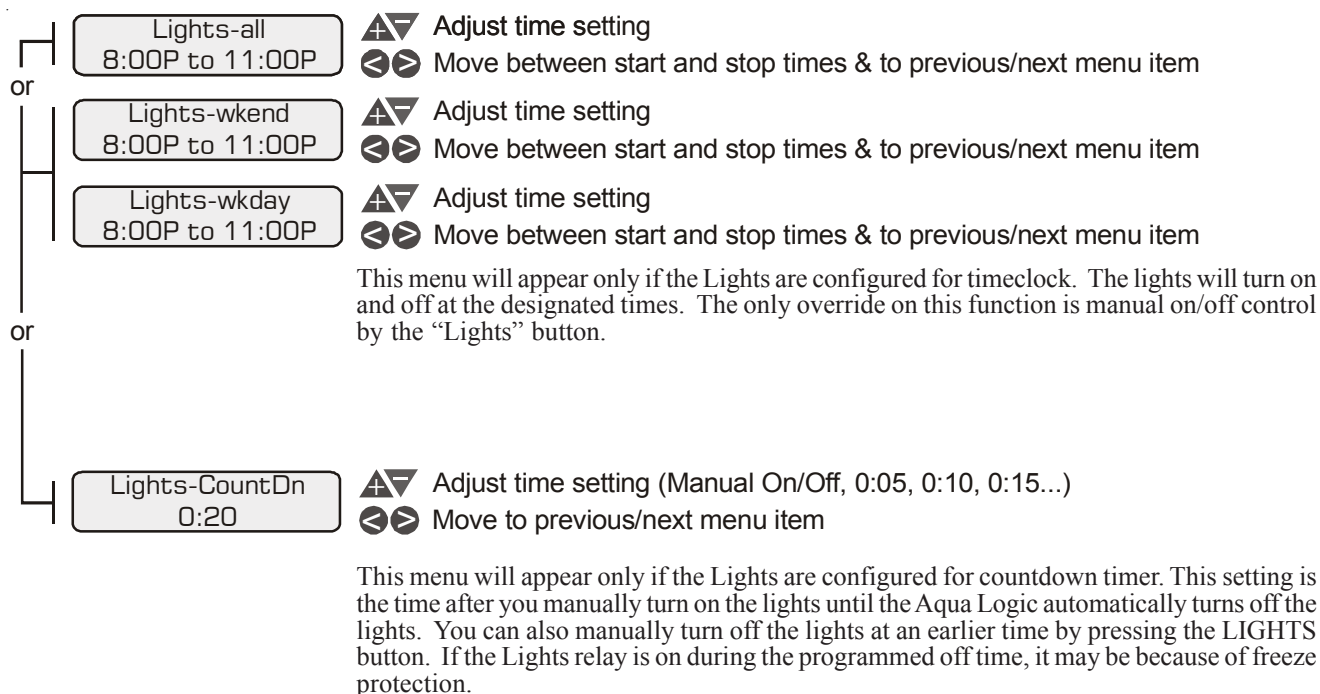 Lights-all
8:00P to 11:00P
+ - Adjust time setting
< > Move between start and stop times & to previous/next menu item
or
Lights-wkend
8:00P to 11:00P
+ - Adjust time setting
< > Move between start and stop times & to previous/next menu item
Lights-wkday
8:00P to 11:00P
+ - Adjust time setting
< > Move between start and stop times & to previous/next menu item
This menu will appear only if the Lights are configured for timeclock. The lights will turn on
and off at the designated times. The only override on this function is manual on/off control
by the “Lights” button.
or
Lights-CountDn
0:20
+ - Adjust time setting (Manual On/Off, 0:05, 0:10, 0:15...)
< > Move to previous/next menu item
This menu will appear only if the Lights are configured for countdown timer. This setting is
the time after you manually turn on the lights until the Aqua Logic automatically turns off the
lights. You can also manually turn off the lights at an earlier time by pressing the LIGHTS
button. If the Lights relay is on during the programmed off time, it may be because of freeze
protection.